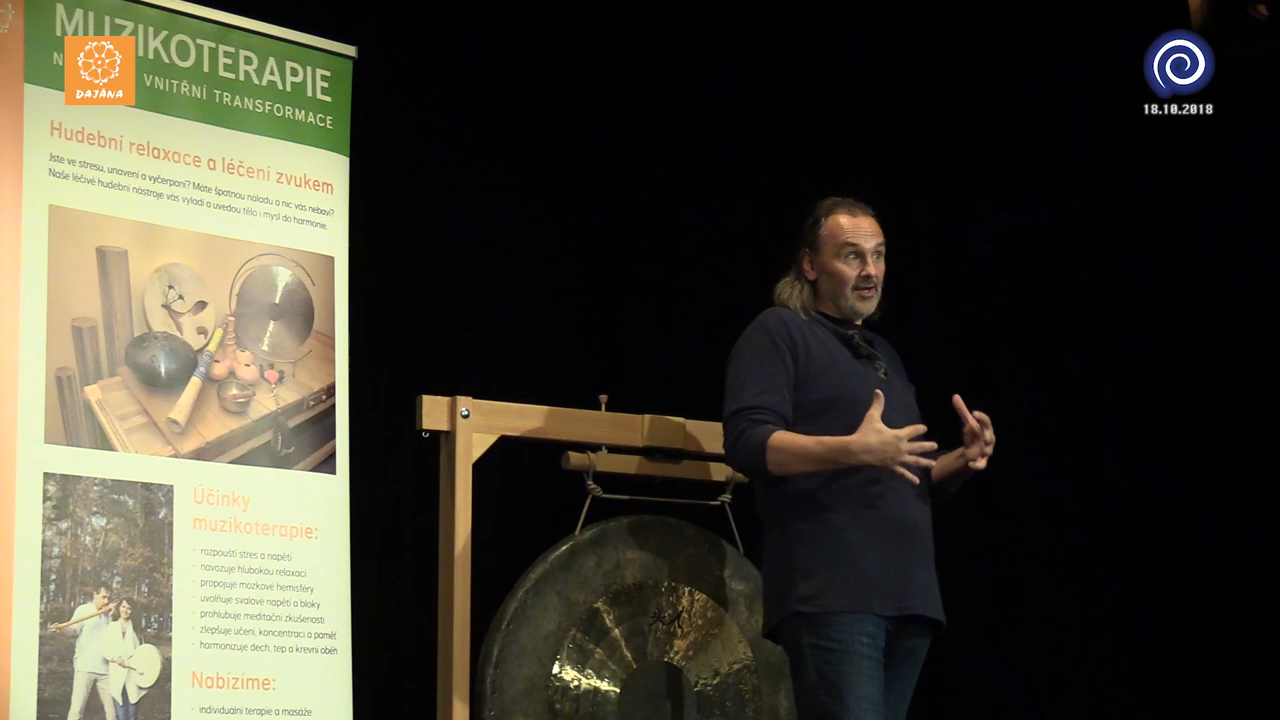 MUZIKOTERAPIE
VNITŘNÍ TRANSFORMACE
DAJÁNA
18.10.2018
Hudební relaxace a léčení zvukem
Jste ve stresu, unavení a vyčerpaní? Máte špatnou náladu a nic vás nebaví?
Naše léčivé hudební nástroje vás vyladí a uvedou tělo i mysl do harmonie.
Účinky
muzikoterapie:
rozpouští stres a napětí
navozuje hlubokou relaxaci
propojuje mozkové hemisféry
uvolňuje svalové napětí a bloky
prohlubuje meditační zkušenosti
zlepšuje učení, koncentraci a paměť
harmonizuje dech, tep a krevní oběh
Nabízíme:
individuální terapie a masáže